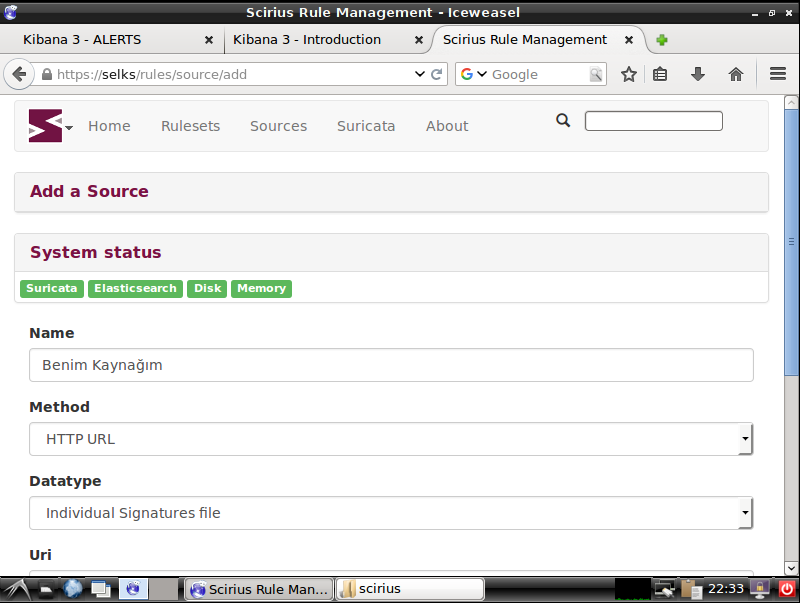 Scirius Rule Management - Iceweasel
Kibana 3 - ALERTS
Kibana 3 - Introduction
Scirius Rule Management
https://selks/rules/source/add
Google
Home
Rulesets
Sources
Suricata
About
Add a Source
System status
Suricata
Elasticsearch
Disk
Memory
Name
Benim Kaynağım
Method
HTTP URL
Datatype
Individual Signatures file
Uri
Scirius Rule Man...
scirius
22:33